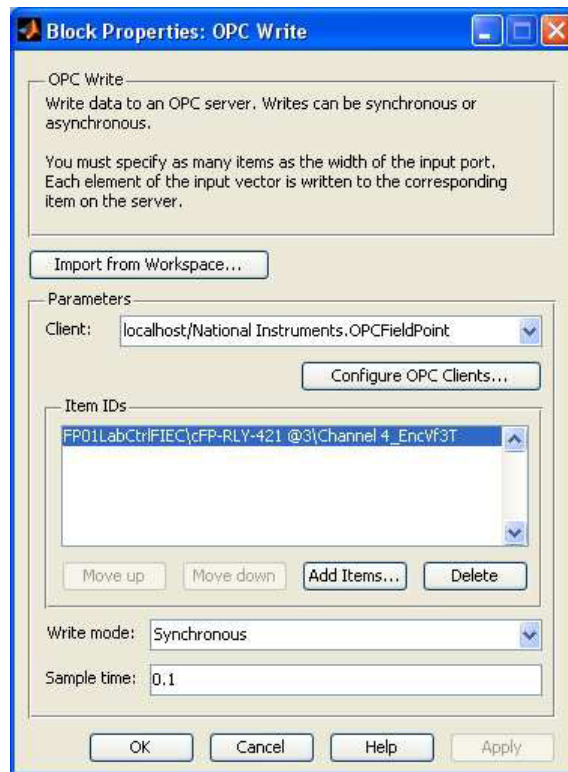 Block Properties: OPC Write
OPC Write
Write data to an OPC server. Writes can be synchronous or
asynchronous.
You must specify as many items as the width of the input port.
Each element of the input vector is written to the corresponding
item on the server.
Import from Workspace...
Parameters
Client: localhost/National Instruments.OPCFieldPoint
Configure OPC Clients...
Item IDs
FP01LabCtrlFIEC\cFP-RLY-421 @3\Channel 4_EncVf3T
Move up Move down Add Items... Delete
Write mode: Synchronous
Sample time: 0.1
OK Cancel Help Apply